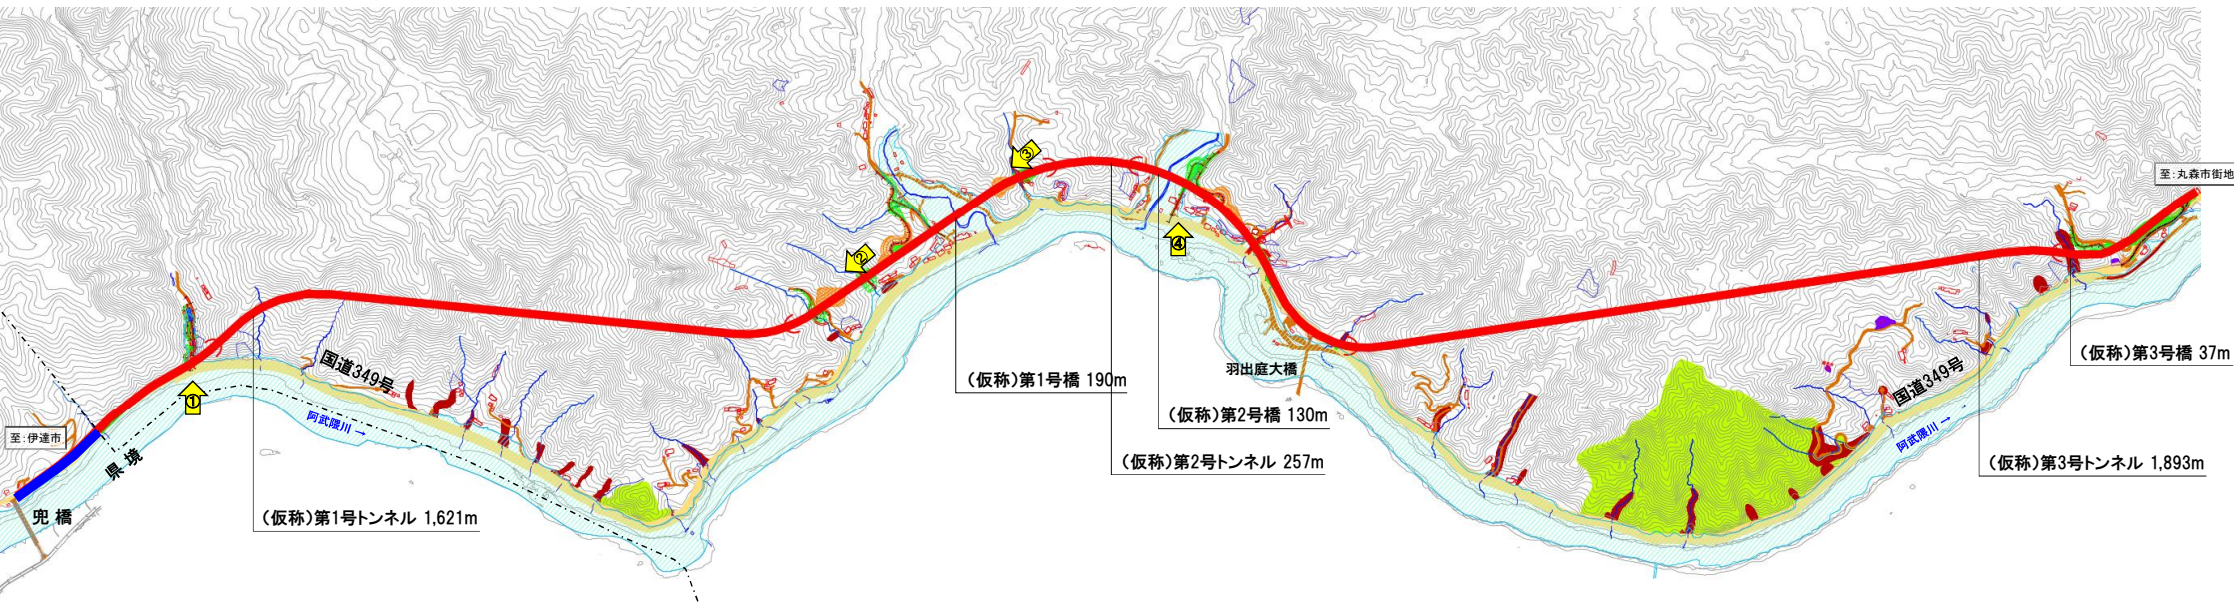 ③
至:丸森市街地
②
④
国道349号
(仮称)第3号橋 37m
羽出庭大橋
(仮称)第1号橋 190m
国道349号
①
阿武隈川 →
(仮称)第2号橋 130m
阿武隈川 →
至:伊達市
県境
(仮称)第2号トンネル 257m
(仮称)第3号トンネル 1,893m
兜橋
(仮称)第1号トンネル 1,621m